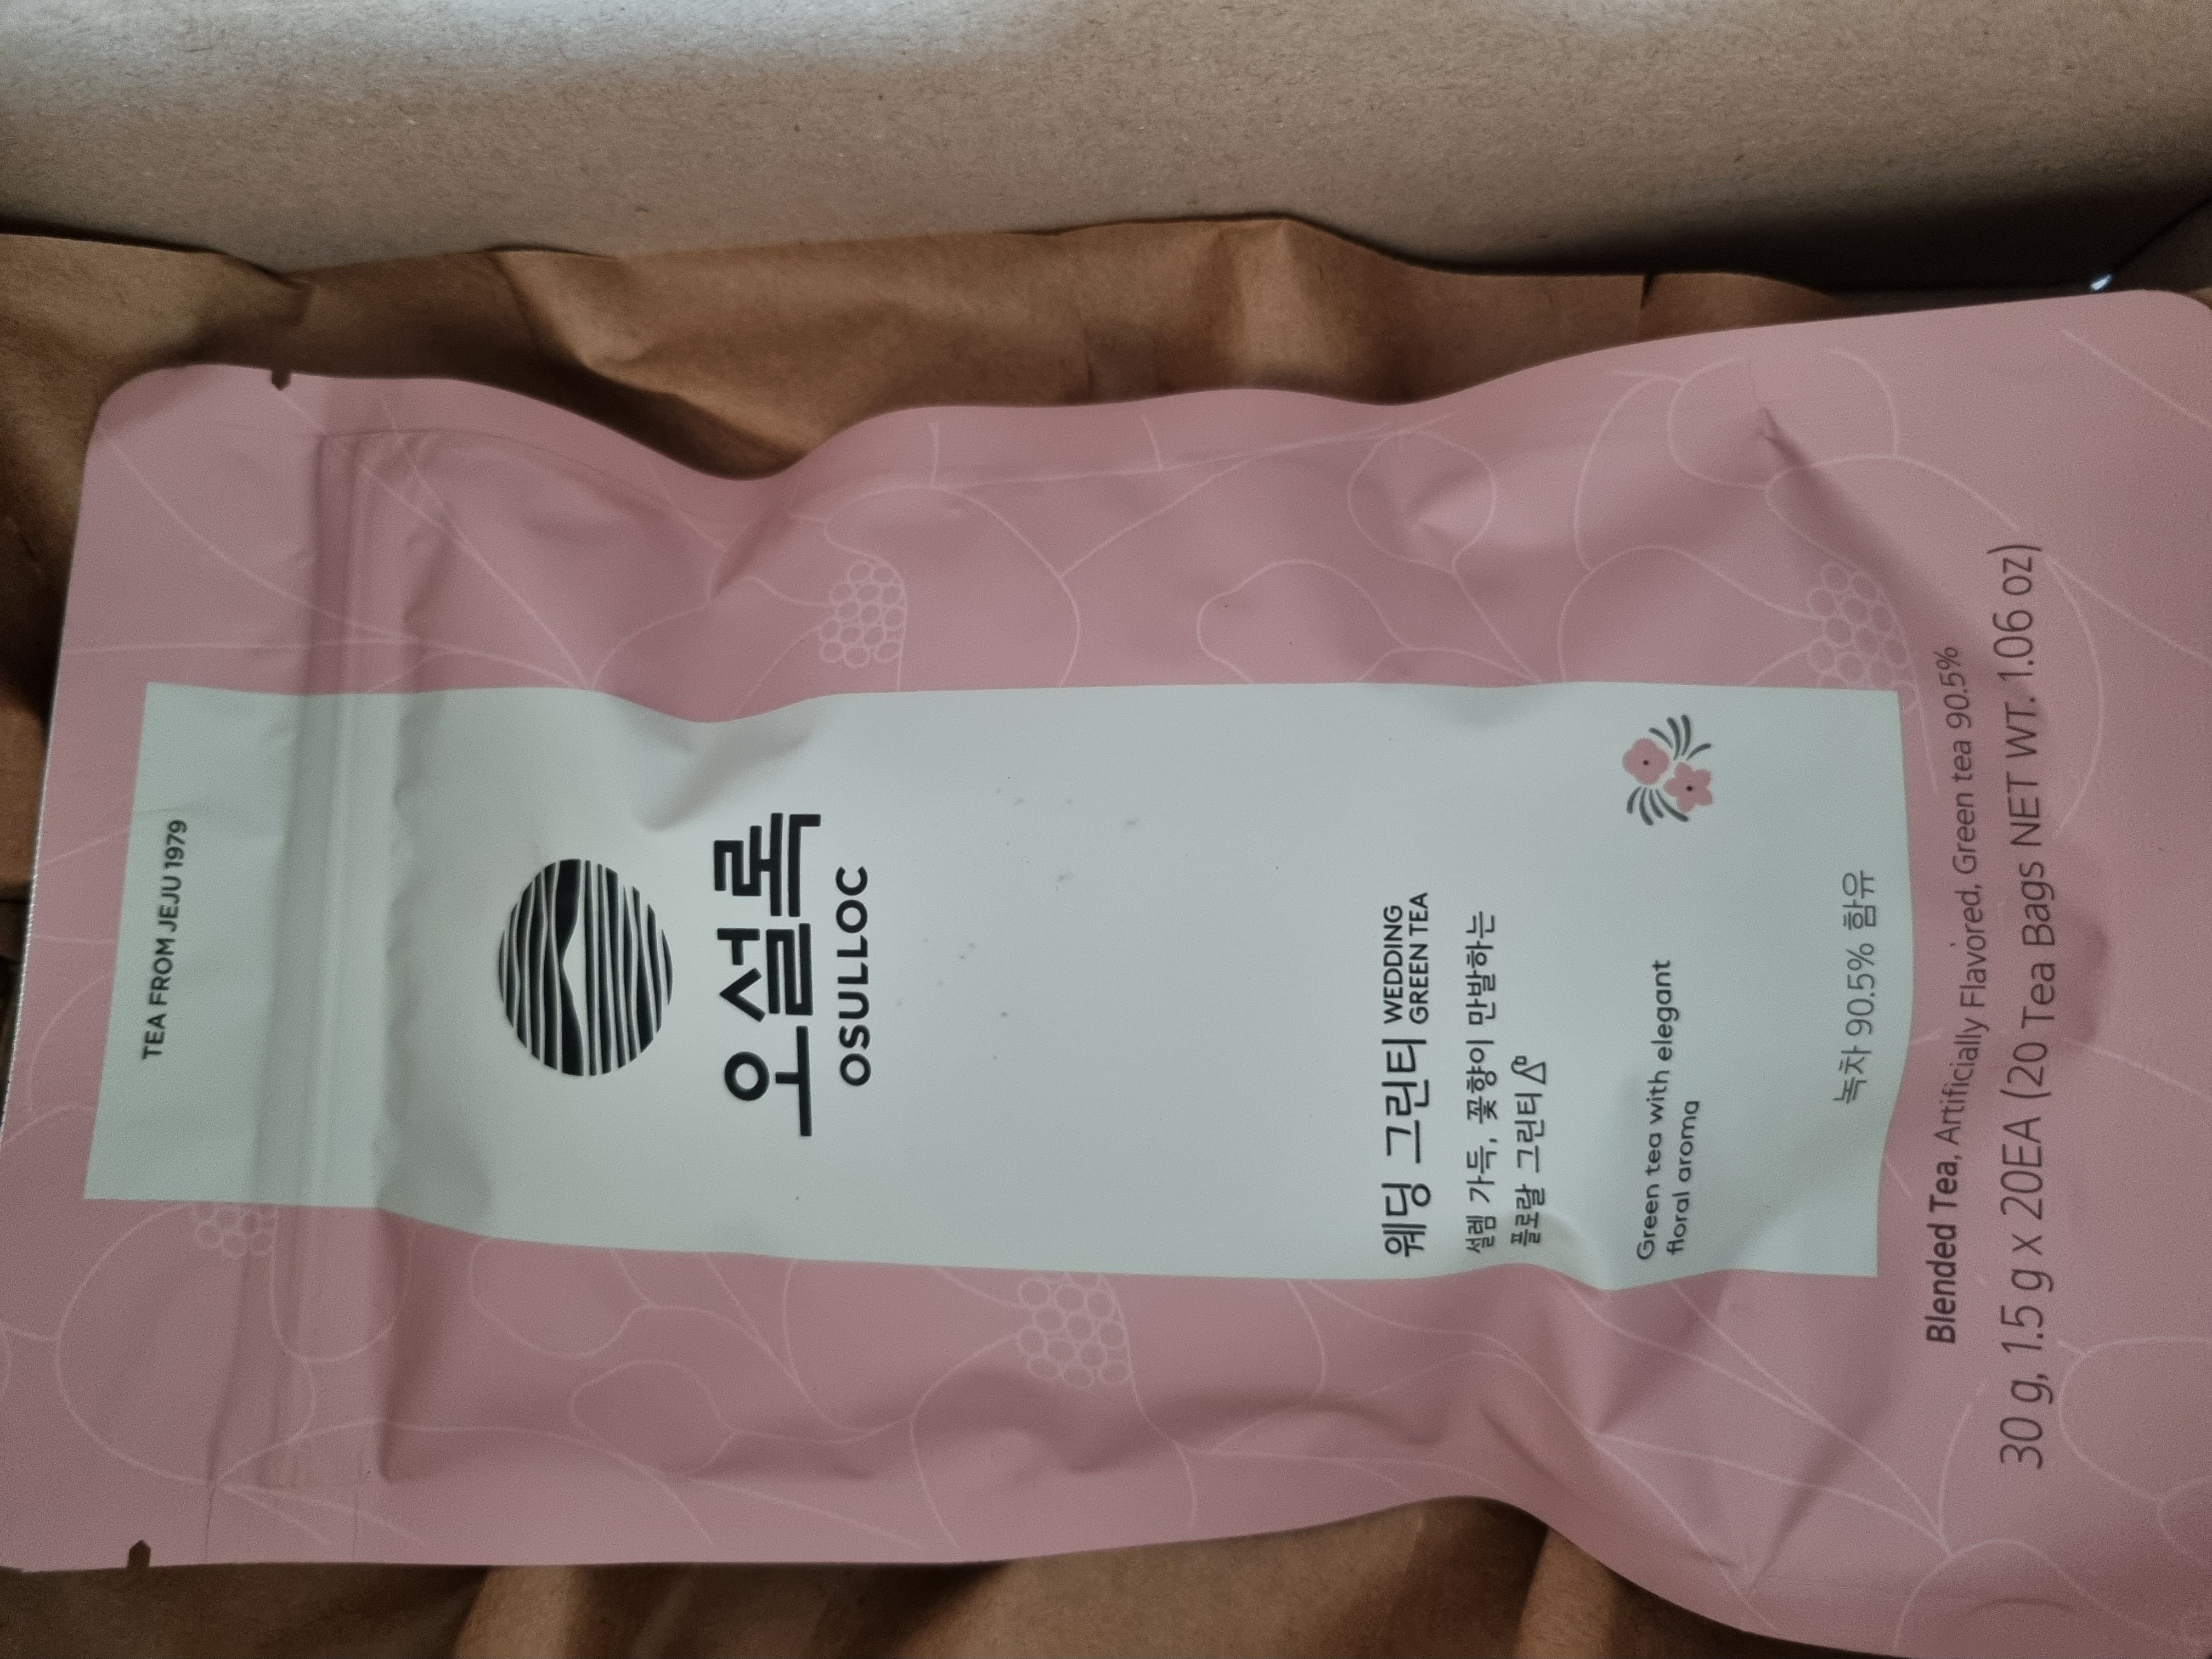 TEA FROM JEJU 1979
오설록
OSULLOC
웨딩 그린티 WEDDING GREEN TEA
설렘 가득, 꽃향이 만발하는
플로랄 그린티
Green tea with elegant
floral aroma
녹차 90.5% 함유
Blended Tea, Artificially Flavored, Green tea 90.5%
30 g, 1.5 g x 20EA (20 Tea Bags NET WT. 1.06 oz)